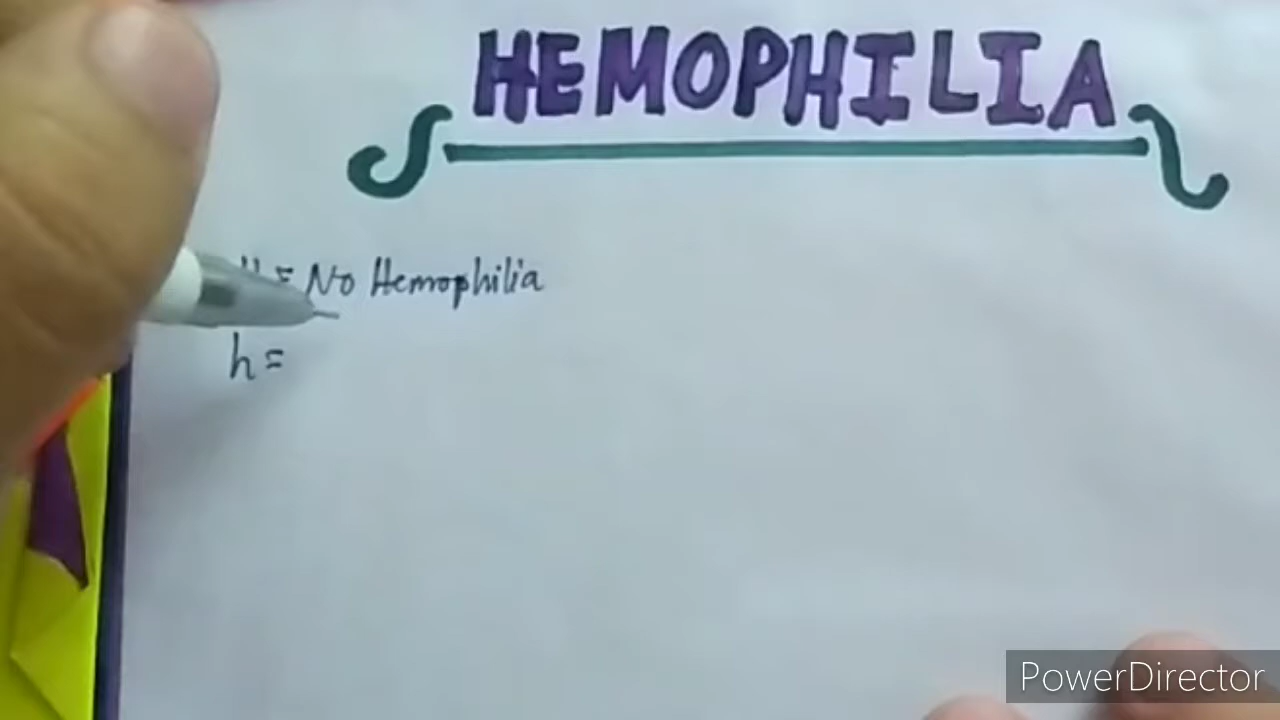 HEMOPHILIA
= No Hemophilia
h =
PowerDirector